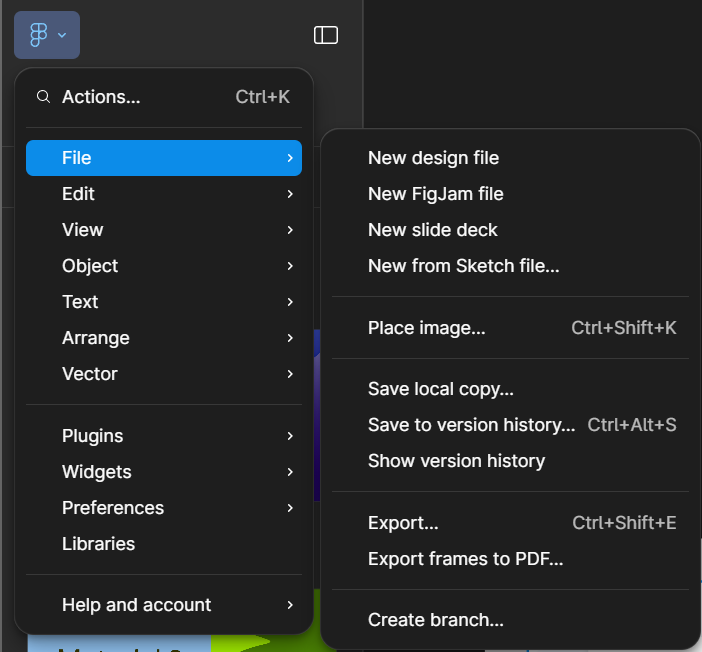 Actions... Ctrl+K
File
Edit
View
Object
Text
Arrange
Vector
Plugins
Widgets
Preferences
Libraries
Help and account
New design file
New FigJam file
New slide deck
New from Sketch file...
Place image... Ctrl+Shift+K
Save local copy...
Save to version history... Ctrl+Alt+S
Show version history
Export... Ctrl+Shift+E
Export frames to PDF...
Create branch...